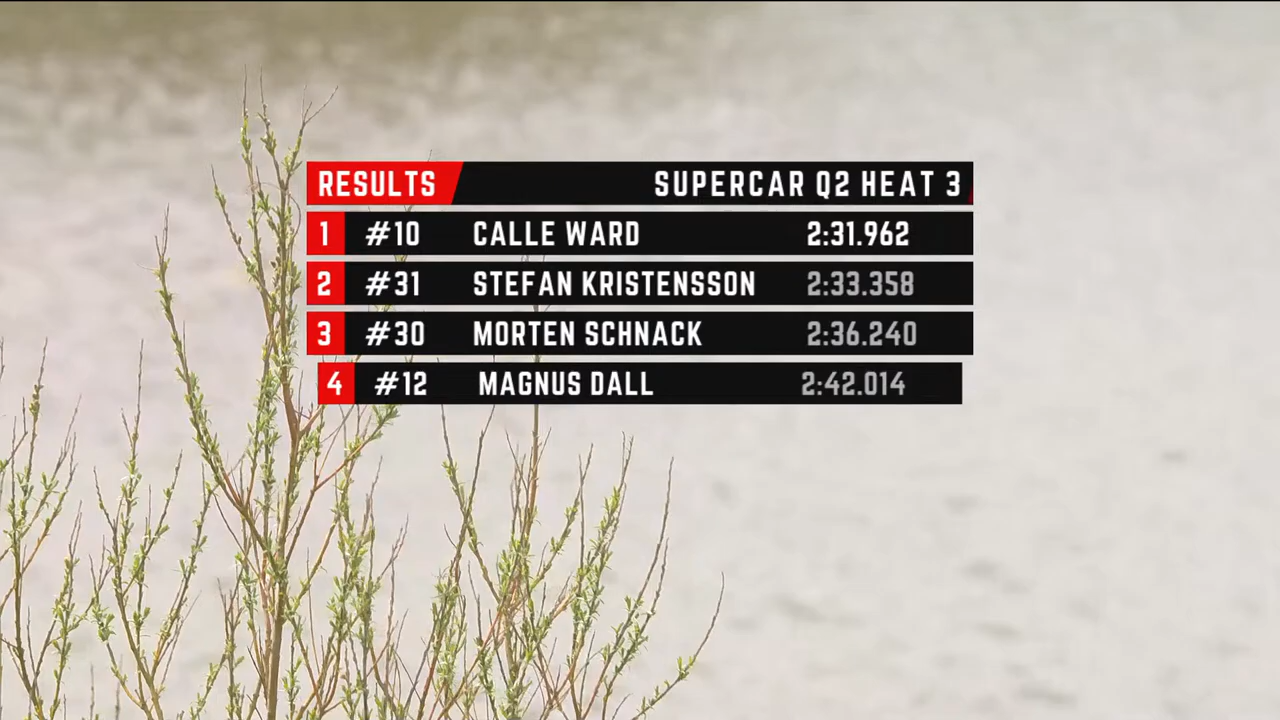 RESULTS SUPERCAR Q2 HEAT 3
1 #10 CALLE WARD 2:31.962
2 #31 STEFAN KRISTENSSON 2:33.358
3 #30 MORTEN SCHNACK 2:36.240
4 #12 MAGNUS DALL 2:42.014